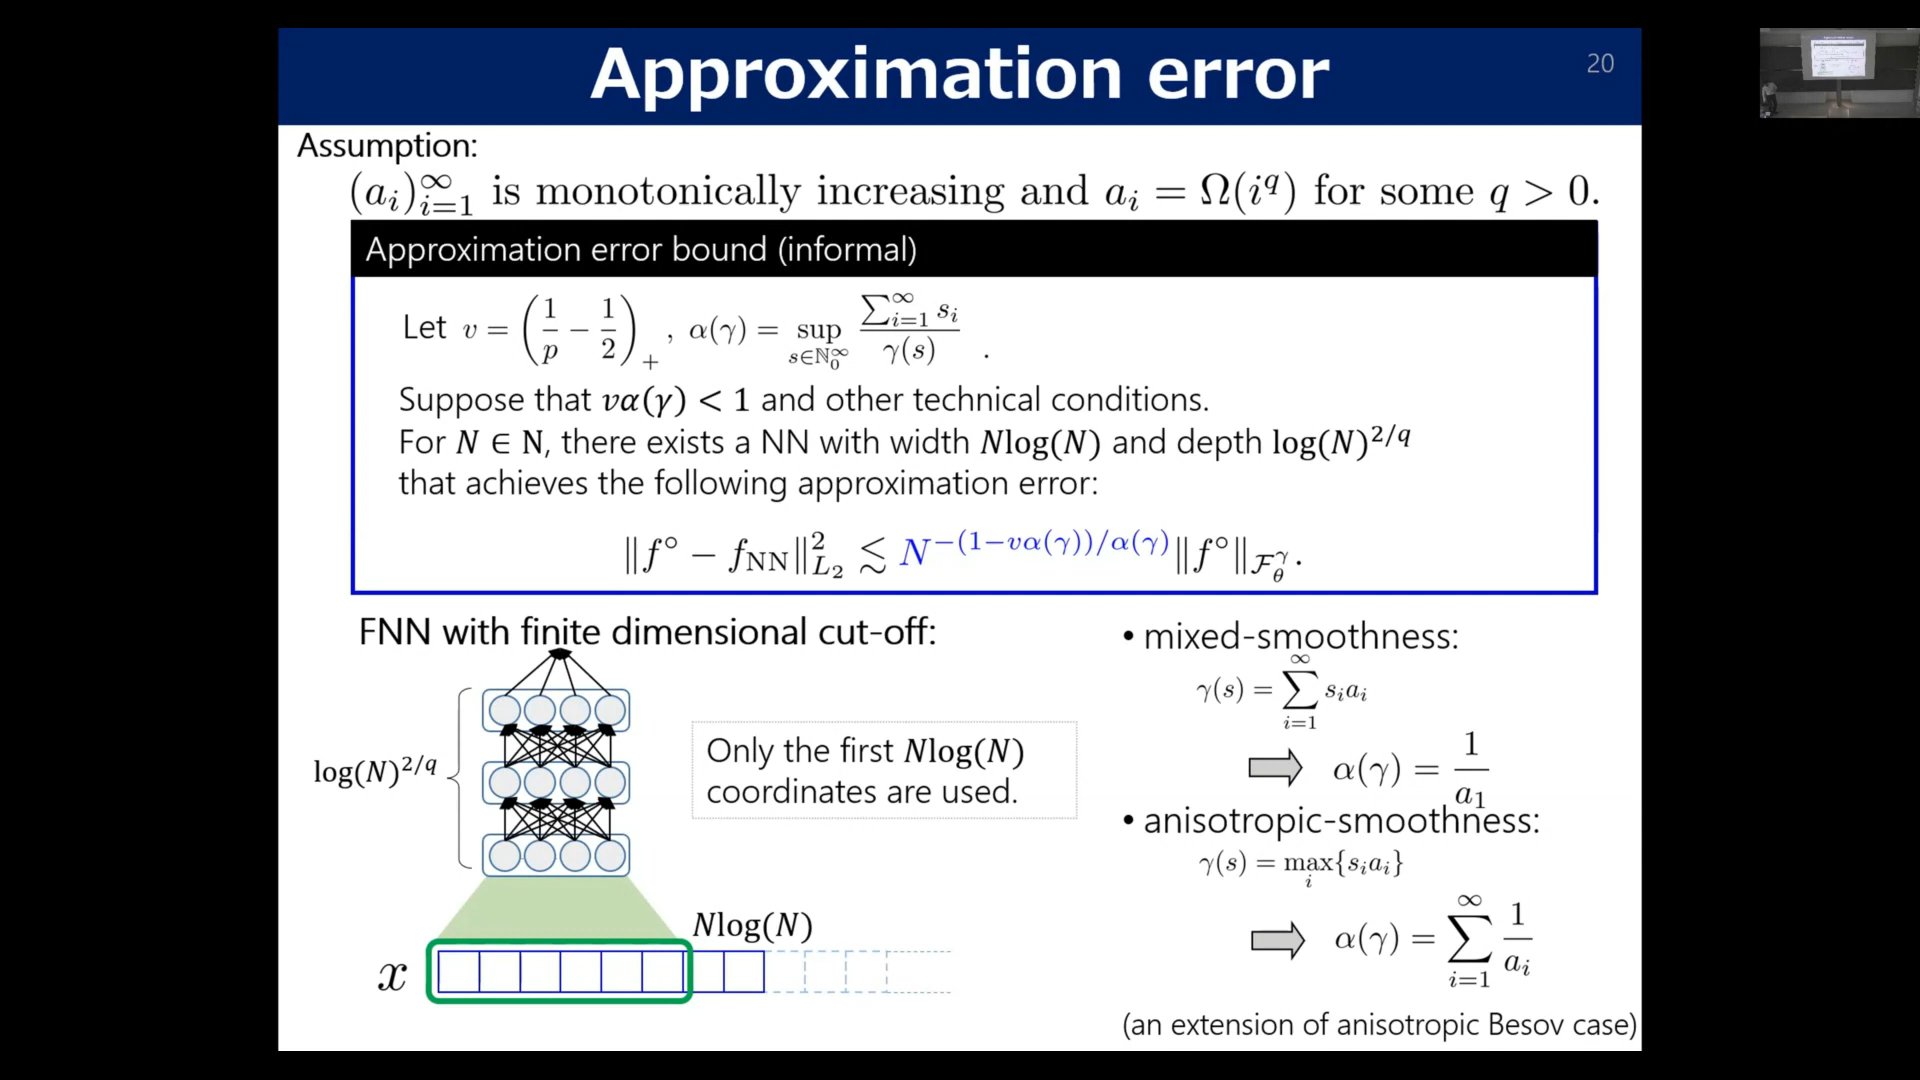 Approximation error
20
Assumption:
(a_i)_{i=1}^∞ is monotonically increasing and a_i = Ω(i^q) for some q > 0.
Approximation error bound (informal)
Let v = (1/p − 1/2)_+ , α(γ) = sup_{s∈ℕ_0^∞} (∑_{i=1}^∞ s_i)/γ(s) .
Suppose that vα(γ) < 1 and other technical conditions.
For N ∈ N, there exists a NN with width Nlog(N) and depth log(N)^{2/q}
that achieves the following approximation error:
‖f° − f_NN‖²_{L_2} ≲ N^{−(1−vα(γ))/α(γ)} ‖f°‖_{F_θ^γ}.
FNN with finite dimensional cut-off:
log(N)^{2/q}
Only the first Nlog(N)
coordinates are used.
Nlog(N)
x
• mixed-smoothness:
γ(s) = ∑_{i=1}^∞ s_i a_i
α(γ) = 1/a_1
• anisotropic-smoothness:
γ(s) = max_i{s_i a_i}
α(γ) = ∑_{i=1}^∞ 1/a_i
(an extension of anisotropic Besov case)